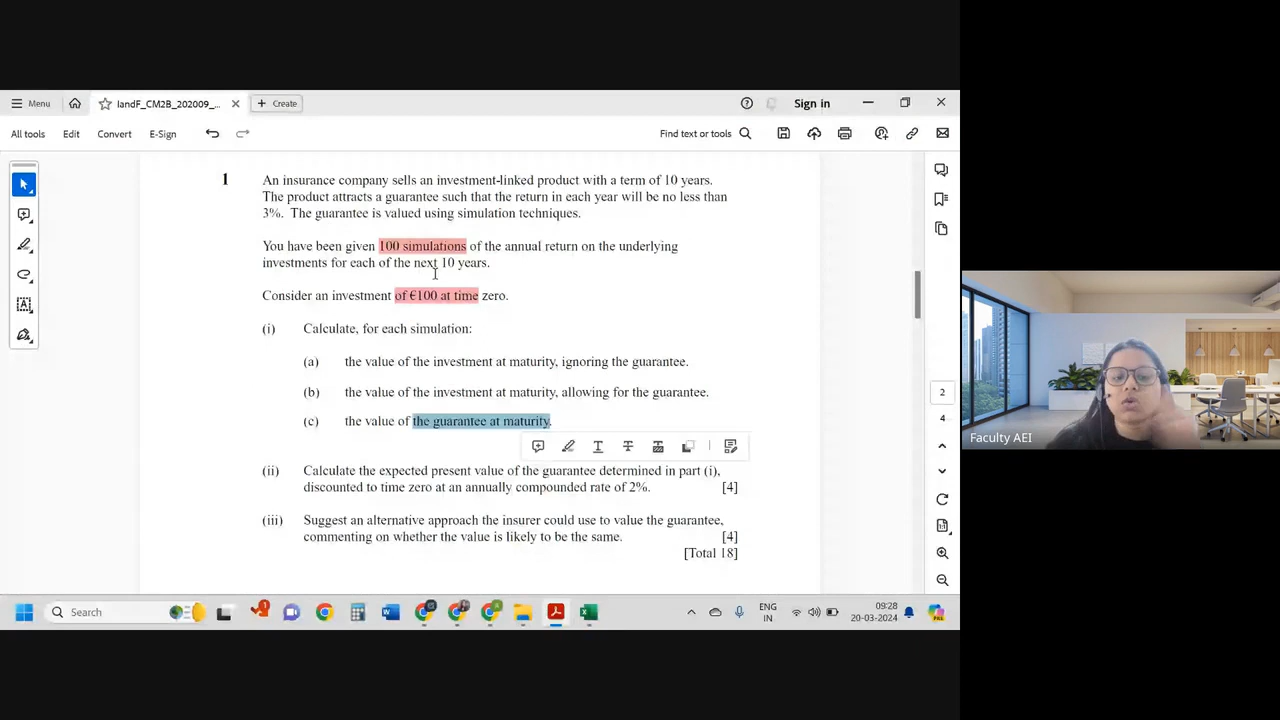 Menu
IandF_CM2B_202009_...
Create
Sign in
All tools
Edit
Convert
E-Sign
Find text or tools
1
An insurance company sells an investment-linked product with a term of 10 years.
The product attracts a guarantee such that the return in each year will be no less than
3%. The guarantee is valued using simulation techniques.
You have been given 100 simulations of the annual return on the underlying
investments for each of the next 10 years.
Consider an investment of €100 at time zero.
(i) Calculate, for each simulation:
(a) the value of the investment at maturity, ignoring the guarantee.
(b) the value of the investment at maturity, allowing for the guarantee.
(c) the value of the guarantee at maturity.
(ii) Calculate the expected present value of the guarantee determined in part (i),
discounted to time zero at an annually compounded rate of 2%. [4]
(iii) Suggest an alternative approach the insurer could use to value the guarantee,
commenting on whether the value is likely to be the same. [4]
[Total 18]
2
4
Faculty AEI
Search
ENG
IN
09:28
20-03-2024